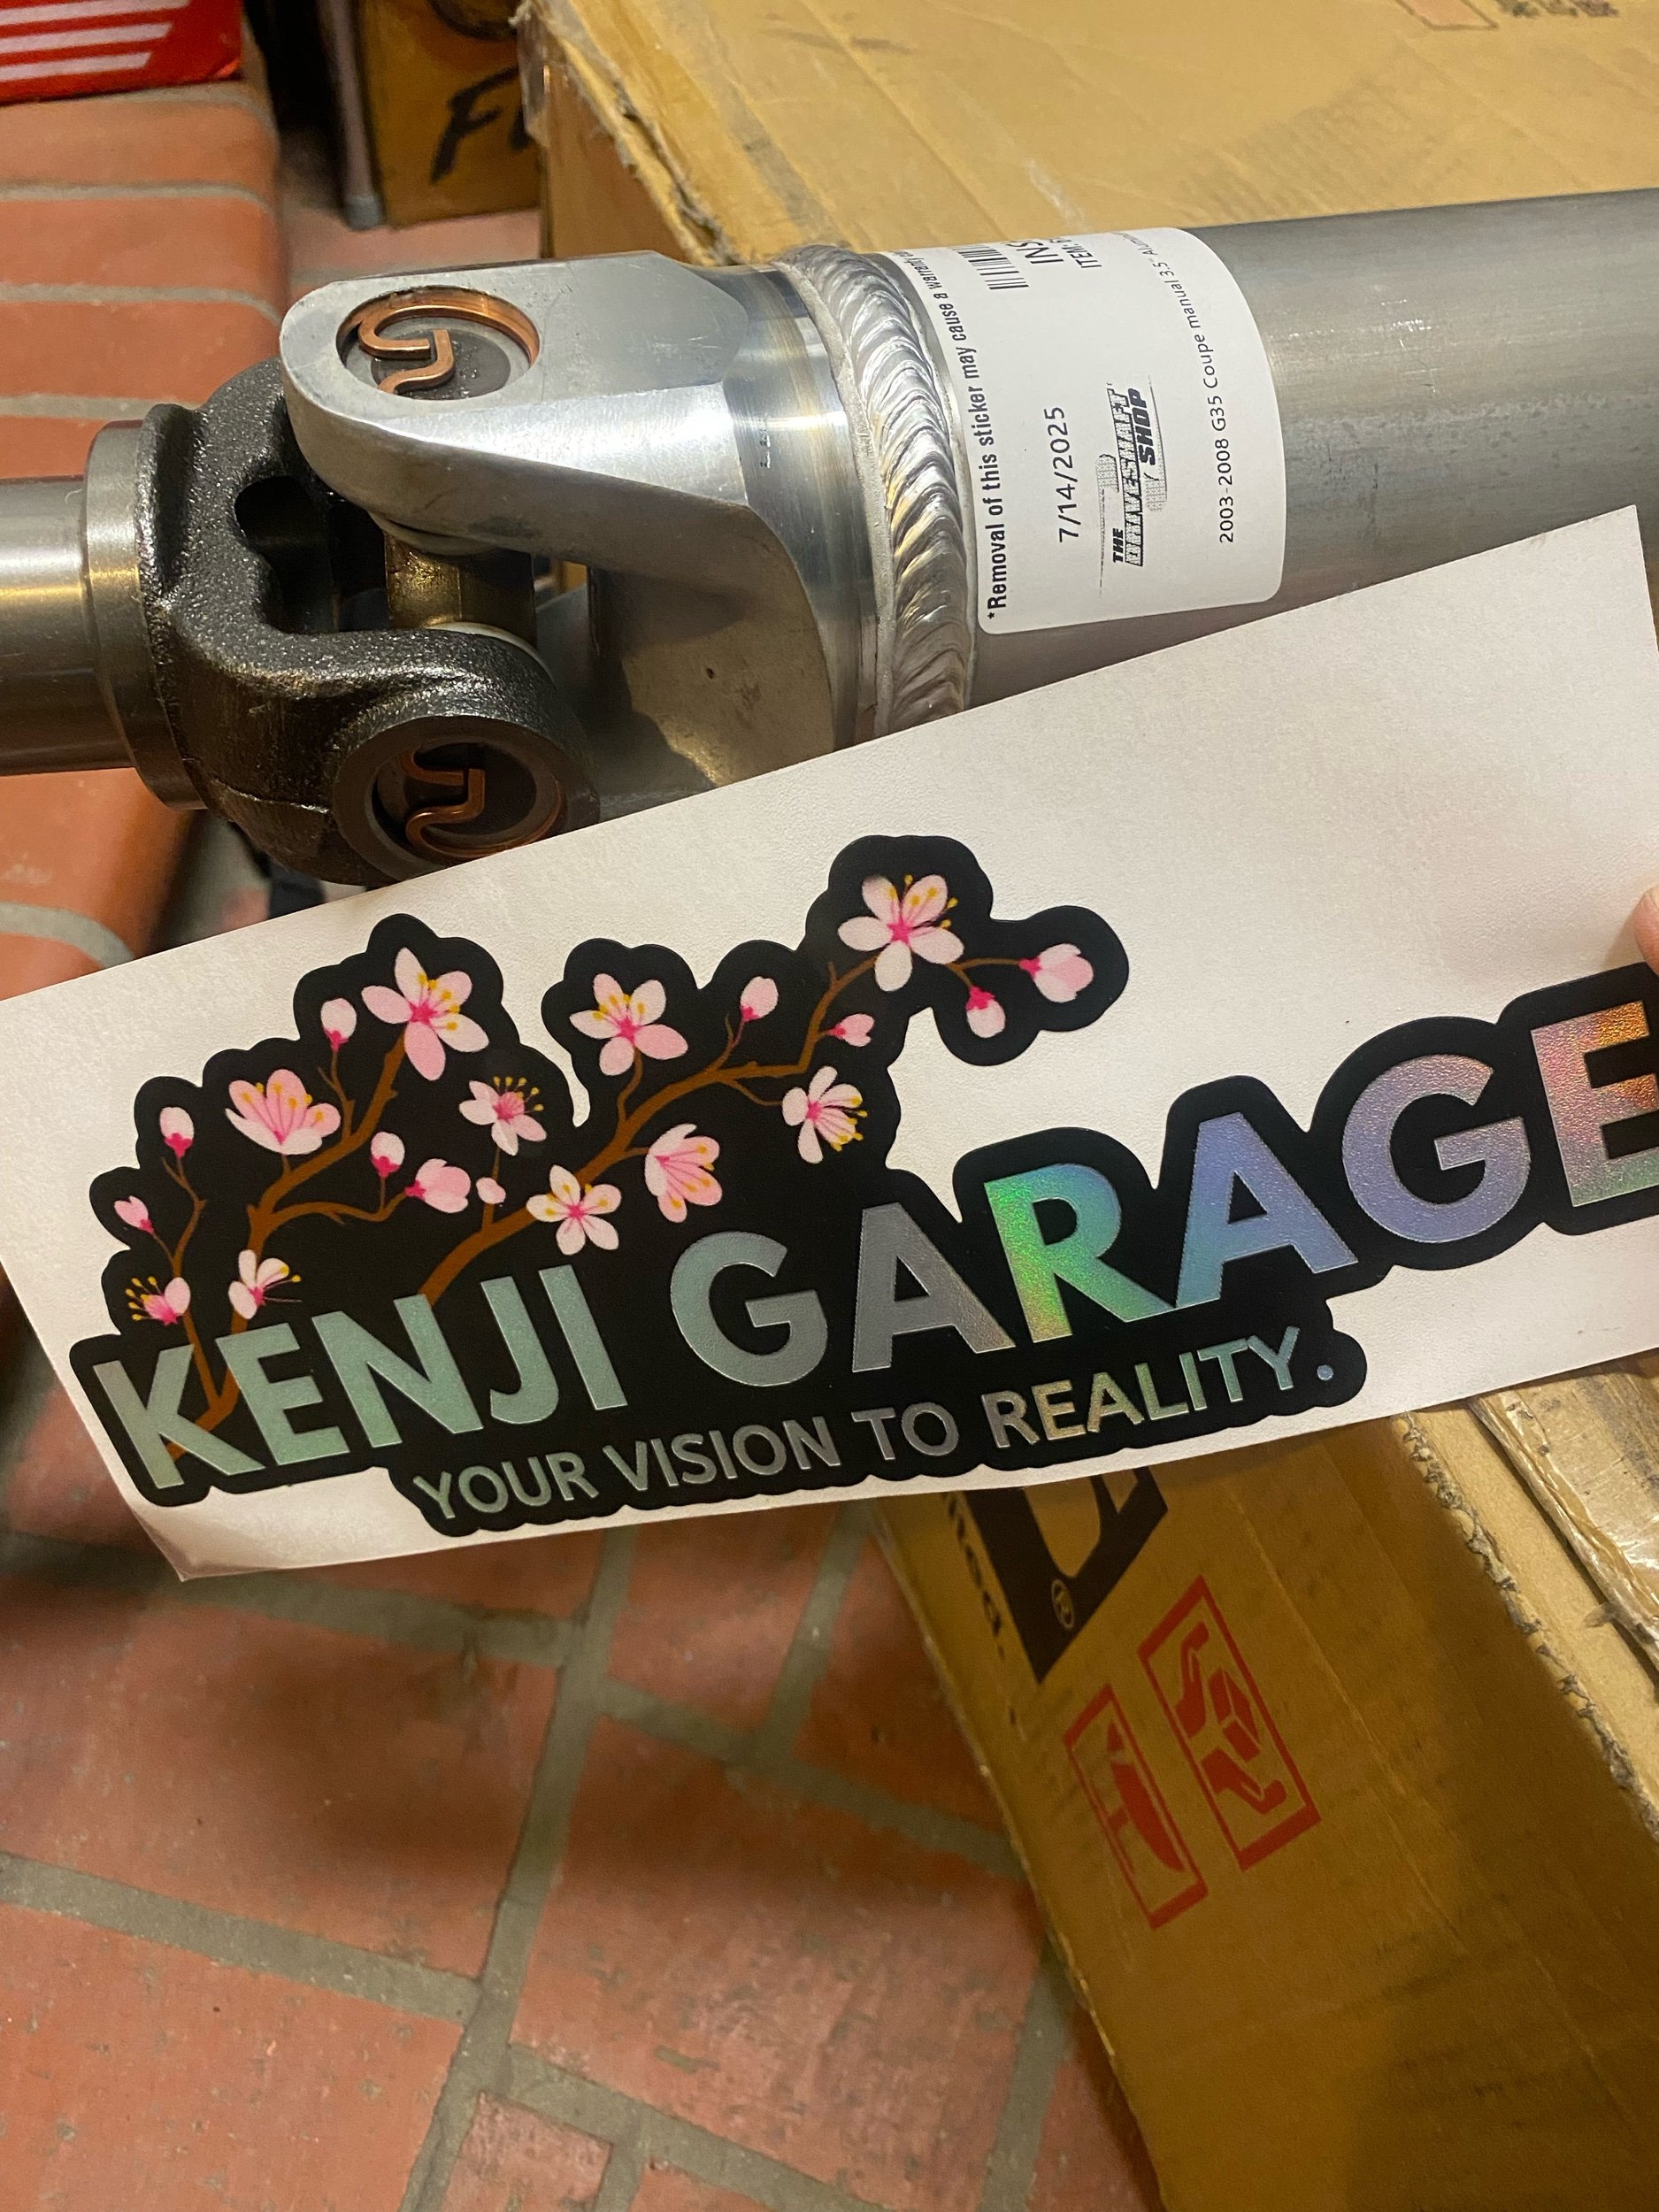 *Removal of this sticker may cause a warranty
7/14/2025
THE
DRIVESHAFT
SHOP
2003-2008 G35 Coupe manual 3.5"
ITEM:
KENJI GARAGE
YOUR VISION TO REALITY.
®